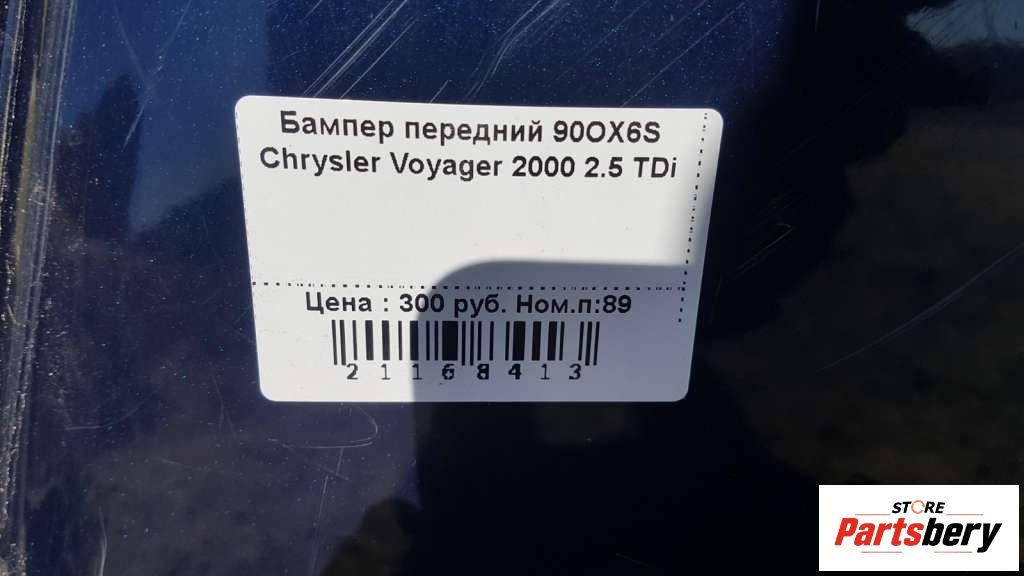 Бампер передний 90OX6S
Chrysler Voyager 2000 2.5 TDi
Цена : 300 руб. Ном.п:89
21168413
STORE
Partsbery